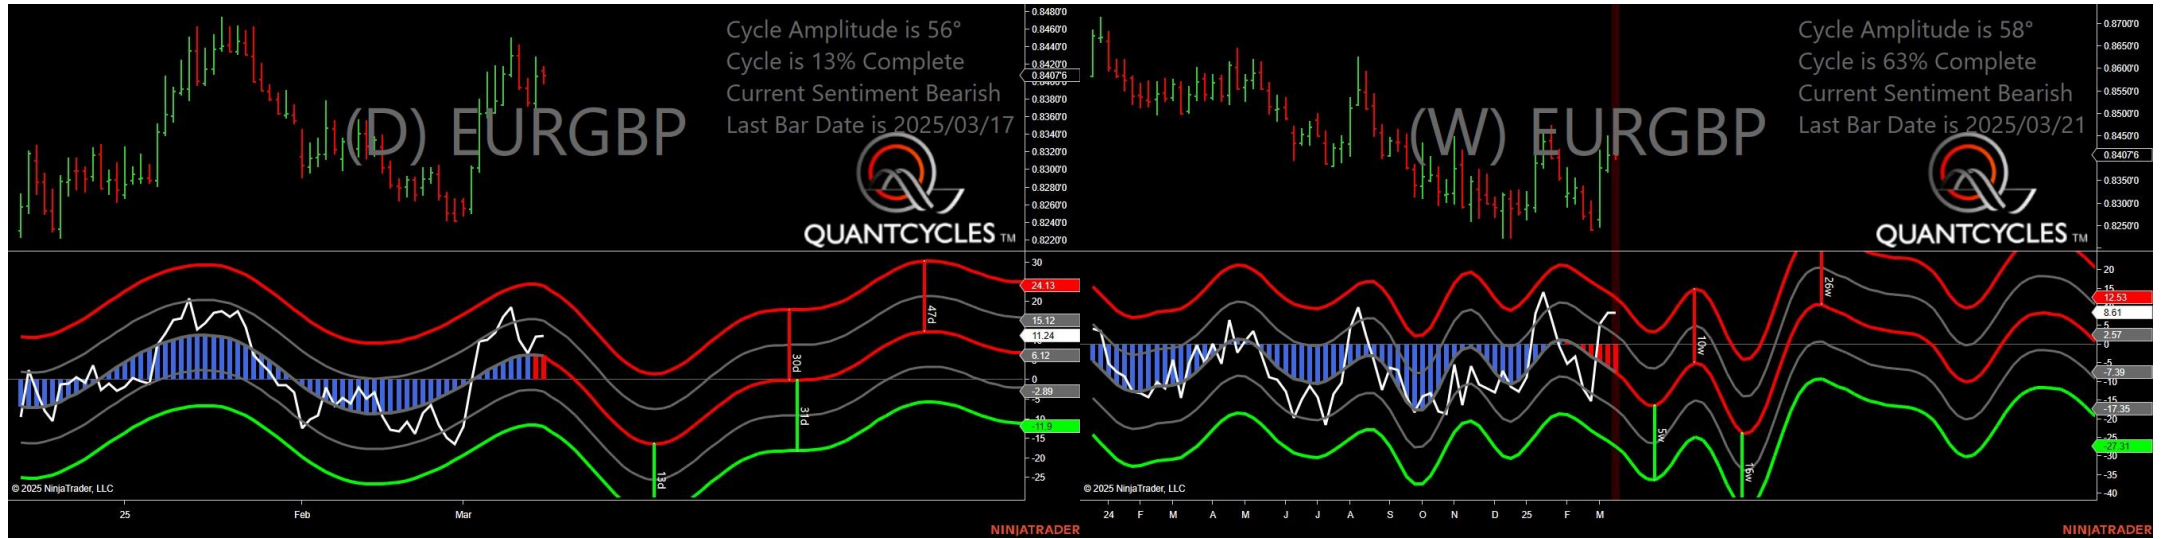 Cycle Amplitude is 56°
Cycle is 13% Complete
Current Sentiment Bearish
Last Bar Date is 2025/03/17
(D) EURGBP
QUANTCYCLES TM
0.8480'0
0.8460'0
0.8440'0
0.8420'0
0.8407'6
0.8380'0
0.8360'0
0.8340'0
0.8320'0
0.8300'0
0.8280'0
0.8260'0
0.8240'0
0.8220'0
30
24.13
20
15.12
11.24
6.12
0
-2.89
-5
-10
-11.9
-15
-20
-25
13d
30d
31d
47d
© 2025 NinjaTrader, LLC
25 Feb Mar
NINJATRADER
Cycle Amplitude is 58°
Cycle is 63% Complete
Current Sentiment Bearish
Last Bar Date is 2025/03/21
(W) EURGBP
QUANTCYCLES TM
0.8700'0
0.8650'0
0.8600'0
0.8550'0
0.8500'0
0.8450'0
0.8407'6
0.8350'0
0.8300'0
0.8250'0
20
15
12.53
8.61
5
2.57
0
-5
-7.39
-10
-17.35
-20
-25
-27.31
-30
-35
-40
5w
10w
16w
26w
© 2025 NinjaTrader, LLC
24 F M A M J J A S O N D 25 F M
NINJATRADER